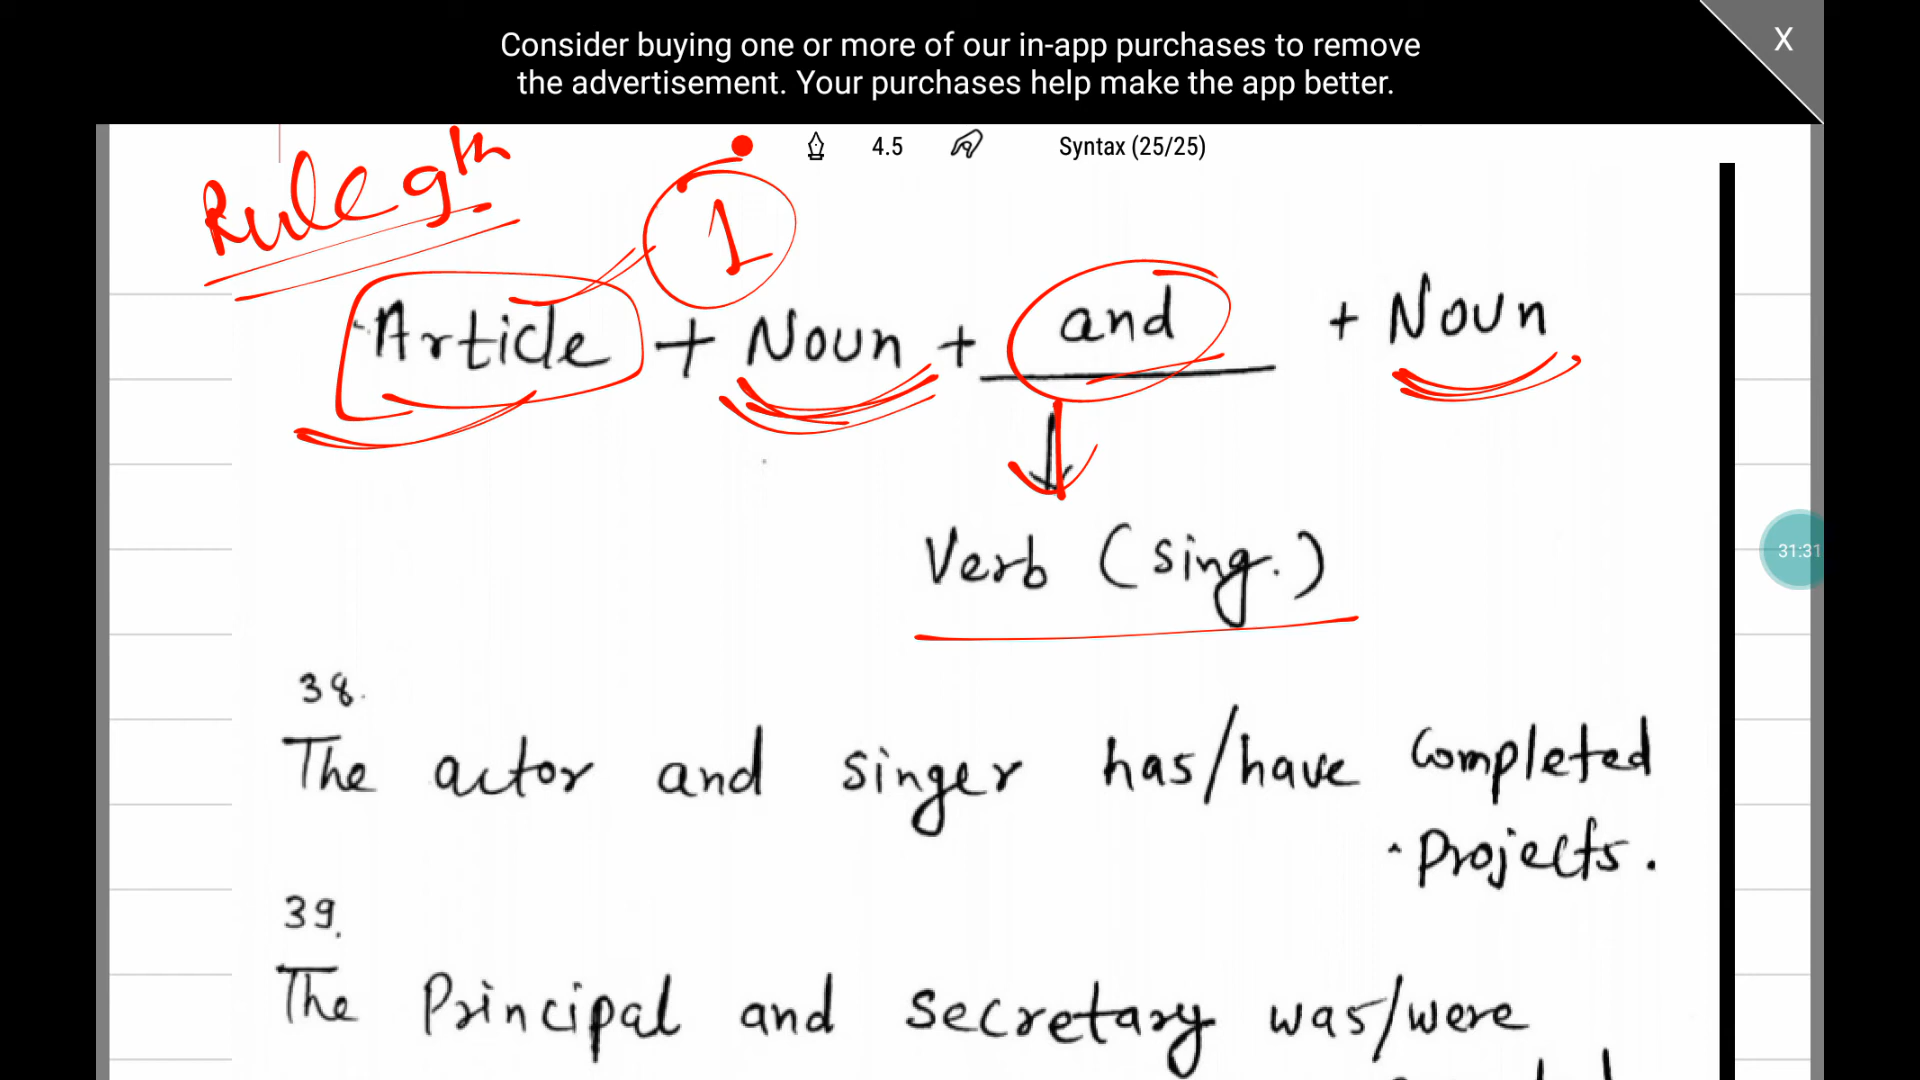 Consider buying one or more of our in-app purchases to remove
the advertisement. Your purchases help make the app better.
X
4.5 Syntax (25/25)
Rule 9th
1
Article + Noun + and + Noun
Verb (sing.)
31:31
38.
The actor and singer has/have completed
projects.
39.
The Principal and secretary was/were